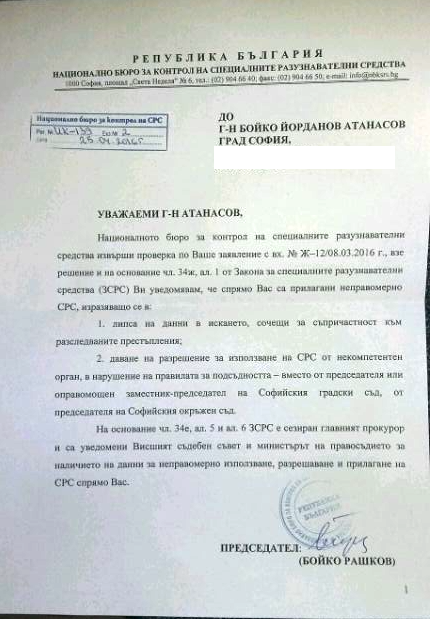 РЕПУБЛИКА БЪЛГАРИЯ
НАЦИОНАЛНО БЮРО ЗА КОНТРОЛ НА СПЕЦИАЛНИТЕ РАЗУЗНАВАТЕЛНИ СРЕДСТВА
1000 София, площад „Света Неделя" № 6, тел.: (02) 904 66 40; факс: (02) 904 66 50; e-mail: info@nbksrs.bg
Национално бюро за контрол на СРС
Рег. № ИК-139 Екз № 2
Дата 25.04.2016г
ДО
Г-Н БОЙКО ЙОРДАНОВ АТАНАСОВ
ГРАД СОФИЯ,
УВАЖАЕМИ Г-Н АТАНАСОВ,
Националното бюро за контрол на специалните разузнавателни
средства извърши проверка по Ваше заявление с вх. № Ж–12/08.03.2016 г., взе
решение и на основание чл. 34ж, ал. 1 от Закона за специалните разузнавателни
средства (ЗСРС) Ви уведомявам, че спрямо Вас са прилагани неправомерно
СРС, изразяващо се в:
1. липса на данни в искането, сочещи за съпричастност към
разследваните престъпления;
2. даване на разрешение за използване на СРС от некомпетентен
орган, в нарушение на правилата за подсъдността – вместо от председателя или
оправомощен заместник-председател на Софийския градски съд, от
председателя на Софийския окръжен съд.
На основание чл. 34е, ал. 5 и ал. 6 ЗСРС е сезиран главният прокурор
и са уведомени Висшият съдебен съвет и министърът на правосъдието за
наличието на данни за неправомерно използване, разрешаване и прилагане на
СРС спрямо Вас.
РЕПУБЛИКА
БЪЛГАРИЯ
ПРЕДСЕДАТЕЛ:
(БОЙКО РАШКОВ)
1